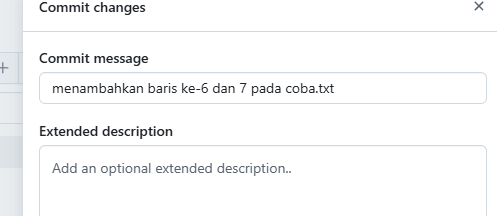 Commit changes
Commit message
menambahkan baris ke-6 dan 7 pada coba.txt
Extended description
Add an optional extended description..